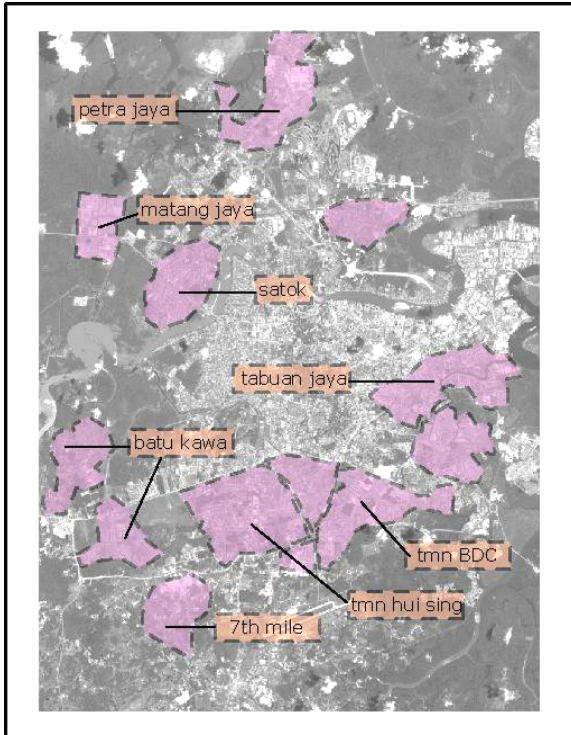 petra jaya
matang jaya
satok
tabuan jaya
batu kawa
tmn BDC
tmn hui sing
7th mile